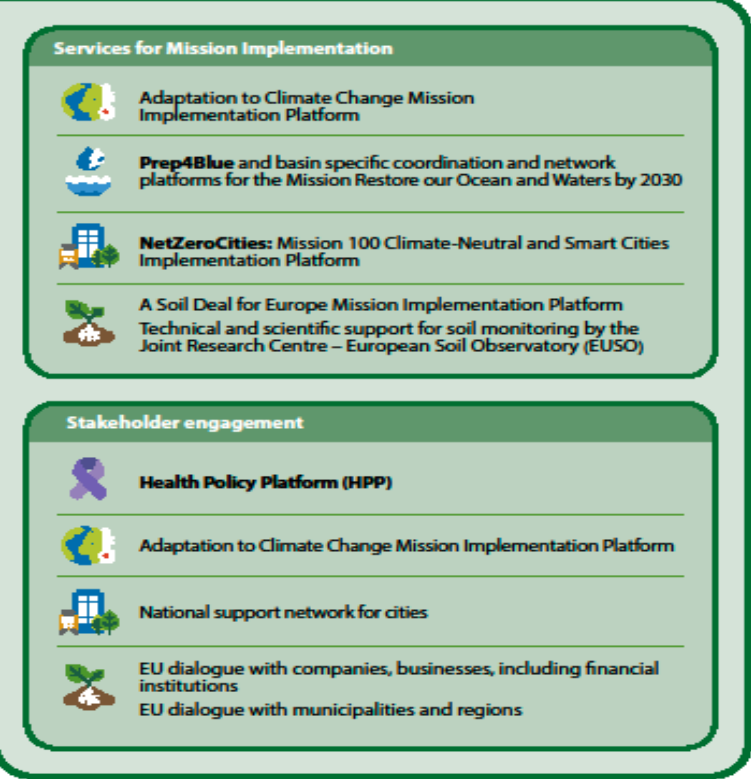 Services for Mission Implementation
Adaptation to Climate Change Mission
Implementation Platform
Prep4Blue and basin specific coordination and network
platforms for the Mission Restore our Ocean and Waters by 2030
NetZeroCities: Mission 100 Climate-Neutral and Smart Cities
Implementation Platform
A Soil Deal for Europe Mission Implementation Platform
Technical and scientific support for soil monitoring by the
Joint Research Centre – European Soil Observatory (EUSO)
Stakeholder engagement
Health Policy Platform (HPP)
Adaptation to Climate Change Mission Implementation Platform
National support network for cities
EU dialogue with companies, businesses, including financial
institutions
EU dialogue with municipalities and regions